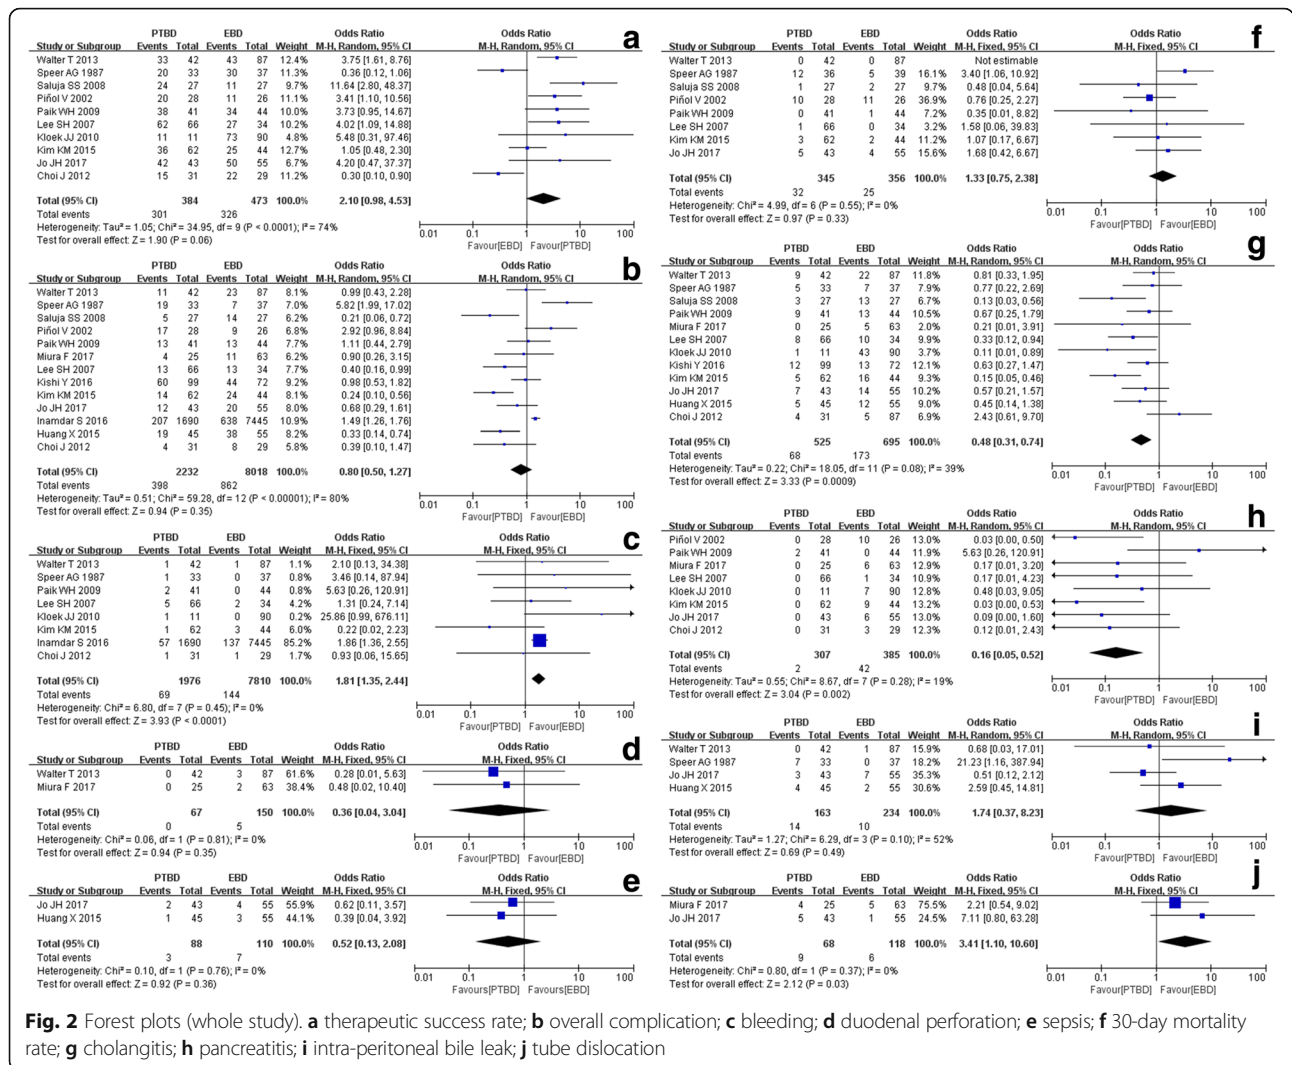 a
PTBD EBD Odds Ratio Odds Ratio
Study or Subgroup Events Total Events Total Weight M-H, Random, 95% CI M-H, Random, 95% CI
Walter T 2013 33 42 43 87 12.4% 3.75 [1.61, 8.76]
Speer AG 1987 20 33 30 37 11.3% 0.36 [0.12, 1.06]
Saluja SS 2008 24 27 11 27 9.6% 11.64 [2.80, 48.37]
Piñol V 2002 20 28 11 26 11.1% 3.41 [1.10, 10.56]
Paik WH 2009 38 41 34 44 9.8% 3.73 [0.95, 14.67]
Lee SH 2007 62 66 27 34 10.1% 4.02 [1.09, 14.88]
Kloek JJ 2010 11 11 73 90 4.9% 5.48 [0.31, 97.46]
Kim KM 2015 36 62 25 44 12.7% 1.05 [0.48, 2.30]
Jo JH 2017 42 43 50 55 6.8% 4.20 [0.47, 37.37]
Choi J 2012 15 31 22 29 11.2% 0.30 [0.10, 0.90]
Total (95% CI) 384 473 100.0% 2.10 [0.98, 4.53]
Total events 301 326
Heterogeneity: Tau² = 1.05; Chi² = 34.95, df = 9 (P < 0.0001); I² = 74%
Test for overall effect: Z = 1.90 (P = 0.06)
0.01 0.1 1 10 100
Favour[EBD] Favour[PTBD]
b
PTBD EBD Odds Ratio Odds Ratio
Study or Subgroup Events Total Events Total Weight M-H, Random, 95% CI M-H, Random, 95% CI
Walter T 2013 11 42 23 87 8.1% 0.99 [0.43, 2.28]
Speer AG 1987 19 33 7 37 7.0% 5.82 [1.99, 17.02]
Saluja SS 2008 5 27 14 27 6.3% 0.21 [0.06, 0.72]
Piñol V 2002 17 28 9 26 6.8% 2.92 [0.96, 8.84]
Paik WH 2009 13 41 13 44 7.7% 1.11 [0.44, 2.79]
Miura F 2017 4 25 11 63 6.2% 0.90 [0.26, 3.15]
Lee SH 2007 13 66 13 34 7.8% 0.40 [0.16, 0.99]
Kishi Y 2016 60 99 44 72 9.2% 0.98 [0.53, 1.82]
Kim KM 2015 14 62 24 44 8.1% 0.24 [0.10, 0.56]
Jo JH 2017 12 43 20 55 8.0% 0.68 [0.29, 1.61]
Inamdar S 2016 207 1690 638 7445 10.9% 1.49 [1.26, 1.76]
Huang X 2015 19 45 38 55 8.2% 0.33 [0.14, 0.74]
Choi J 2012 4 31 8 29 5.8% 0.39 [0.10, 1.47]
Total (95% CI) 2232 8018 100.0% 0.80 [0.50, 1.27]
Total events 398 862
Heterogeneity: Tau² = 0.51; Chi² = 59.28, df = 12 (P < 0.00001); I² = 80%
Test for overall effect: Z = 0.94 (P = 0.35)
0.01 0.1 1 10 100
Favour[PTBD] Favour[EBD]
c
PTBD EBD Odds Ratio Odds Ratio
Study or Subgroup Events Total Events Total Weight M-H, Fixed, 95% CI M-H, Fixed, 95% CI
Walter T 2013 1 42 1 87 1.1% 2.10 [0.13, 34.38]
Speer AG 1987 1 33 0 37 0.8% 3.46 [0.14, 87.94]
Paik WH 2009 2 41 0 44 0.8% 5.63 [0.26, 120.91]
Lee SH 2007 5 66 2 34 4.2% 1.31 [0.24, 7.14]
Kloek JJ 2010 1 11 0 90 0.2% 25.86 [0.99, 676.11]
Kim KM 2015 1 62 3 44 6.0% 0.22 [0.02, 2.23]
Inamdar S 2016 57 1690 137 7445 85.2% 1.86 [1.36, 2.55]
Choi J 2012 1 31 1 29 1.7% 0.93 [0.06, 15.65]
Total (95% CI) 1976 7810 100.0% 1.81 [1.35, 2.44]
Total events 69 144
Heterogeneity: Chi² = 6.80, df = 7 (P = 0.45); I² = 0%
Test for overall effect: Z = 3.93 (P < 0.0001)
0.01 0.1 1 10 100
Favour[PTBD] Favour[EBD]
d
PTBD EBD Odds Ratio Odds Ratio
Study or Subgroup Events Total Events Total Weight M-H, Fixed, 95% CI M-H, Fixed, 95% CI
Walter T 2013 0 42 3 87 61.6% 0.28 [0.01, 5.63]
Miura F 2017 0 25 2 63 38.4% 0.48 [0.02, 10.40]
Total (95% CI) 67 150 100.0% 0.36 [0.04, 3.04]
Total events 0 5
Heterogeneity: Chi² = 0.06, df = 1 (P = 0.81); I² = 0%
Test for overall effect: Z = 0.94 (P = 0.35)
0.01 0.1 1 10 100
Favour[PTBD] Favour[EBD]
e
PTBD EBD Odds Ratio Odds Ratio
Study or Subgroup Events Total Events Total Weight M-H, Fixed, 95% CI M-H, Fixed, 95% CI
Jo JH 2017 2 43 4 55 55.9% 0.62 [0.11, 3.57]
Huang X 2015 1 45 3 55 44.1% 0.39 [0.04, 3.92]
Total (95% CI) 88 110 100.0% 0.52 [0.13, 2.08]
Total events 3 7
Heterogeneity: Chi² = 0.10, df = 1 (P = 0.76); I² = 0%
Test for overall effect: Z = 0.92 (P = 0.36)
0.01 0.1 1 10 100
Favours[PTBD] Favours[EBD]
f
PTBD EBD Odds Ratio Odds Ratio
Study or Subgroup Events Total Events Total Weight M-H, Fixed, 95% CI M-H, Fixed, 95% CI
Walter T 2013 0 42 0 87 Not estimable
Speer AG 1987 12 36 5 39 16.1% 3.40 [1.06, 10.92]
Saluja SS 2008 1 27 2 27 9.6% 0.48 [0.04, 5.64]
Piñol V 2002 10 28 11 26 36.9% 0.76 [0.25, 2.27]
Paik WH 2009 0 41 1 44 7.4% 0.35 [0.01, 8.82]
Lee SH 2007 1 66 0 34 3.2% 1.58 [0.06, 39.83]
Kim KM 2015 3 62 2 44 11.2% 1.07 [0.17, 6.67]
Jo JH 2017 5 43 4 55 15.6% 1.68 [0.42, 6.67]
Total (95% CI) 345 356 100.0% 1.33 [0.75, 2.38]
Total events 32 25
Heterogeneity: Chi² = 4.99, df = 6 (P = 0.55); I² = 0%
Test for overall effect: Z = 0.97 (P = 0.33)
0.01 0.1 1 10 100
Favour[PTBD] Favour[EBD]
g
PTBD EBD Odds Ratio Odds Ratio
Study or Subgroup Events Total Events Total Weight M-H, Random, 95% CI M-H, Random, 95% CI
Walter T 2013 9 42 22 87 11.8% 0.81 [0.33, 1.95]
Speer AG 1987 5 33 7 37 7.9% 0.77 [0.22, 2.69]
Saluja SS 2008 3 27 13 27 7.0% 0.13 [0.03, 0.56]
Paik WH 2009 9 41 13 44 10.7% 0.67 [0.25, 1.79]
Miura F 2017 0 25 5 63 2.0% 0.21 [0.01, 3.91]
Lee SH 2007 8 66 10 34 10.1% 0.33 [0.12, 0.94]
Kloek JJ 2010 1 11 43 90 3.8% 0.11 [0.01, 0.89]
Kishi Y 2016 12 99 13 72 12.6% 0.63 [0.27, 1.47]
Kim KM 2015 5 62 16 44 9.4% 0.15 [0.05, 0.46]
Jo JH 2017 7 43 14 55 10.2% 0.57 [0.21, 1.57]
Huang X 2015 5 45 12 55 9.0% 0.45 [0.14, 1.38]
Choi J 2012 4 31 5 87 6.6% 2.43 [0.61, 9.70]
Total (95% CI) 525 695 100.0% 0.48 [0.31, 0.74]
Total events 68 173
Heterogeneity: Tau² = 0.22; Chi² = 18.05, df = 11 (P = 0.08); I² = 39%
Test for overall effect: Z = 3.33 (P = 0.0009)
0.01 0.1 1 10 100
Favour[PTBD] Favour[EBD]
h
PTBD EBD Odds Ratio Odds Ratio
Study or Subgroup Events Total Events Total Weight M-H, Random, 95% CI M-H, Random, 95% CI
Piñol V 2002 0 28 10 26 13.0% 0.03 [0.00, 0.50]
Paik WH 2009 2 41 0 44 11.5% 5.63 [0.26, 120.91]
Miura F 2017 0 25 6 63 12.7% 0.17 [0.01, 3.20]
Lee SH 2007 0 66 1 34 10.7% 0.17 [0.01, 4.23]
Kloek JJ 2010 0 11 7 90 12.5% 0.48 [0.03, 9.05]
Kim KM 2015 0 62 9 44 13.1% 0.03 [0.00, 0.53]
Jo JH 2017 0 43 6 55 12.9% 0.09 [0.00, 1.60]
Choi J 2012 0 31 3 29 12.3% 0.12 [0.01, 2.43]
Total (95% CI) 307 385 100.0% 0.16 [0.05, 0.52]
Total events 2 42
Heterogeneity: Tau² = 0.55; Chi² = 8.67, df = 7 (P = 0.28); I² = 19%
Test for overall effect: Z = 3.04 (P = 0.002)
0.01 0.1 1 10 100
Favour[PTBD] Favour[EBD]
i
PTBD EBD Odds Ratio Odds Ratio
Study or Subgroup Events Total Events Total Weight M-H, Random, 95% CI M-H, Random, 95% CI
Walter T 2013 0 42 1 87 15.9% 0.68 [0.03, 17.01]
Speer AG 1987 7 33 0 37 18.2% 21.23 [1.16, 387.94]
Jo JH 2017 3 43 7 55 35.3% 0.51 [0.12, 2.12]
Huang X 2015 4 45 2 55 30.6% 2.59 [0.45, 14.81]
Total (95% CI) 163 234 100.0% 1.74 [0.37, 8.23]
Total events 14 10
Heterogeneity: Tau² = 1.27; Chi² = 6.29, df = 3 (P = 0.10); I² = 52%
Test for overall effect: Z = 0.69 (P = 0.49)
0.01 0.1 1 10 100
Favour[PTBD] Favour[EBD]
j
PTBD EBD Odds Ratio Odds Ratio
Study or Subgroup Events Total Events Total Weight M-H, Fixed, 95% CI M-H, Fixed, 95% CI
Miura F 2017 4 25 5 63 75.5% 2.21 [0.54, 9.02]
Jo JH 2017 5 43 1 55 24.5% 7.11 [0.80, 63.28]
Total (95% CI) 68 118 100.0% 3.41 [1.10, 10.60]
Total events 9 6
Heterogeneity: Chi² = 0.80, df = 1 (P = 0.37); I² = 0%
Test for overall effect: Z = 2.12 (P = 0.03)
0.01 0.1 1 10 100
Favour[PTBD] Favour[EBD]
Fig. 2 Forest plots (whole study). a therapeutic success rate; b overall complication; c bleeding; d duodenal perforation; e sepsis; f 30-day mortality
rate; g cholangitis; h pancreatitis; i intra-peritoneal bile leak; j tube dislocation